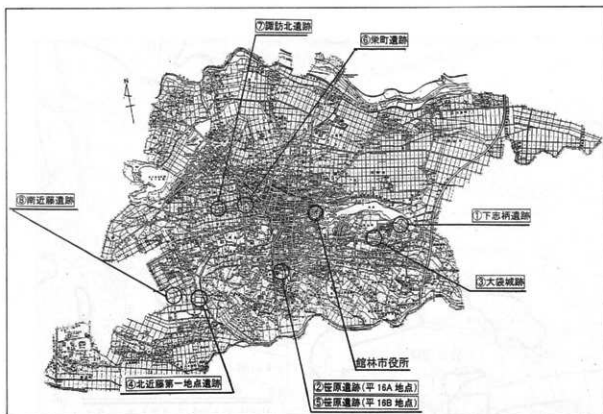 ⑦諏訪北遺跡
⑥栄町遺跡
N
⑧南近藤遺跡
①下志柄遺跡
③大袋城跡
館林市役所
④北近藤第一地点遺跡
②笹原遺跡(平16A地点)
⑤笹原遺跡(平16B地点)